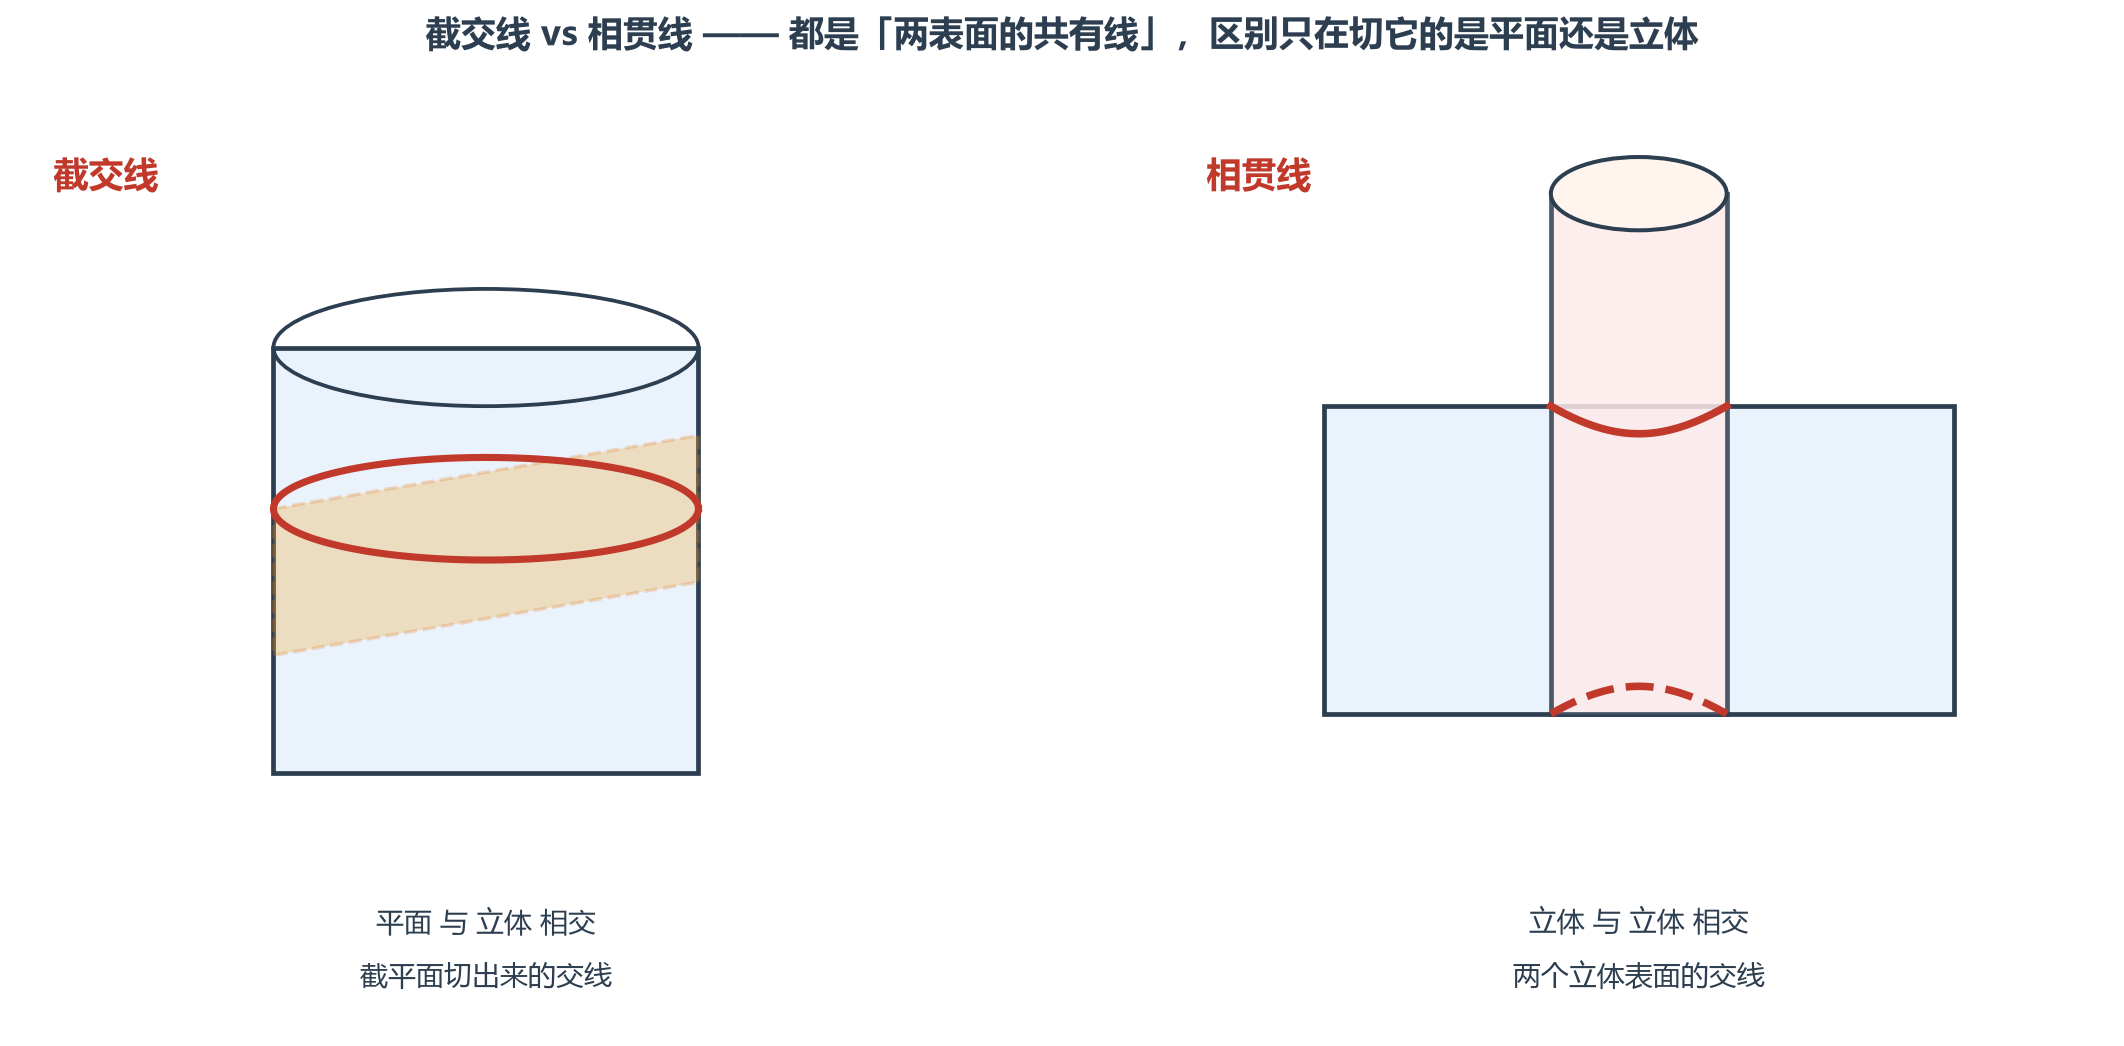 截交线 vs 相贯线 —— 都是「两表面的共有线」，区别只在切它的是平面还是立体
截交线
相贯线
平面 与 立体 相交
截平面切出来的交线
立体 与 立体 相交
两个立体表面的交线